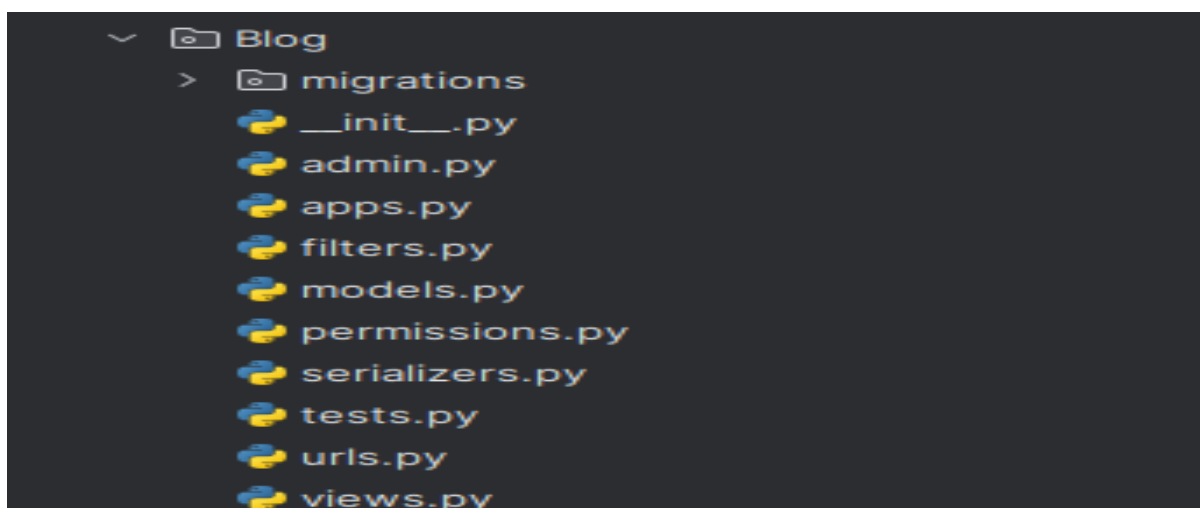 Blog
migrations
__init__.py
admin.py
apps.py
filters.py
models.py
permissions.py
serializers.py
tests.py
urls.py
views.py